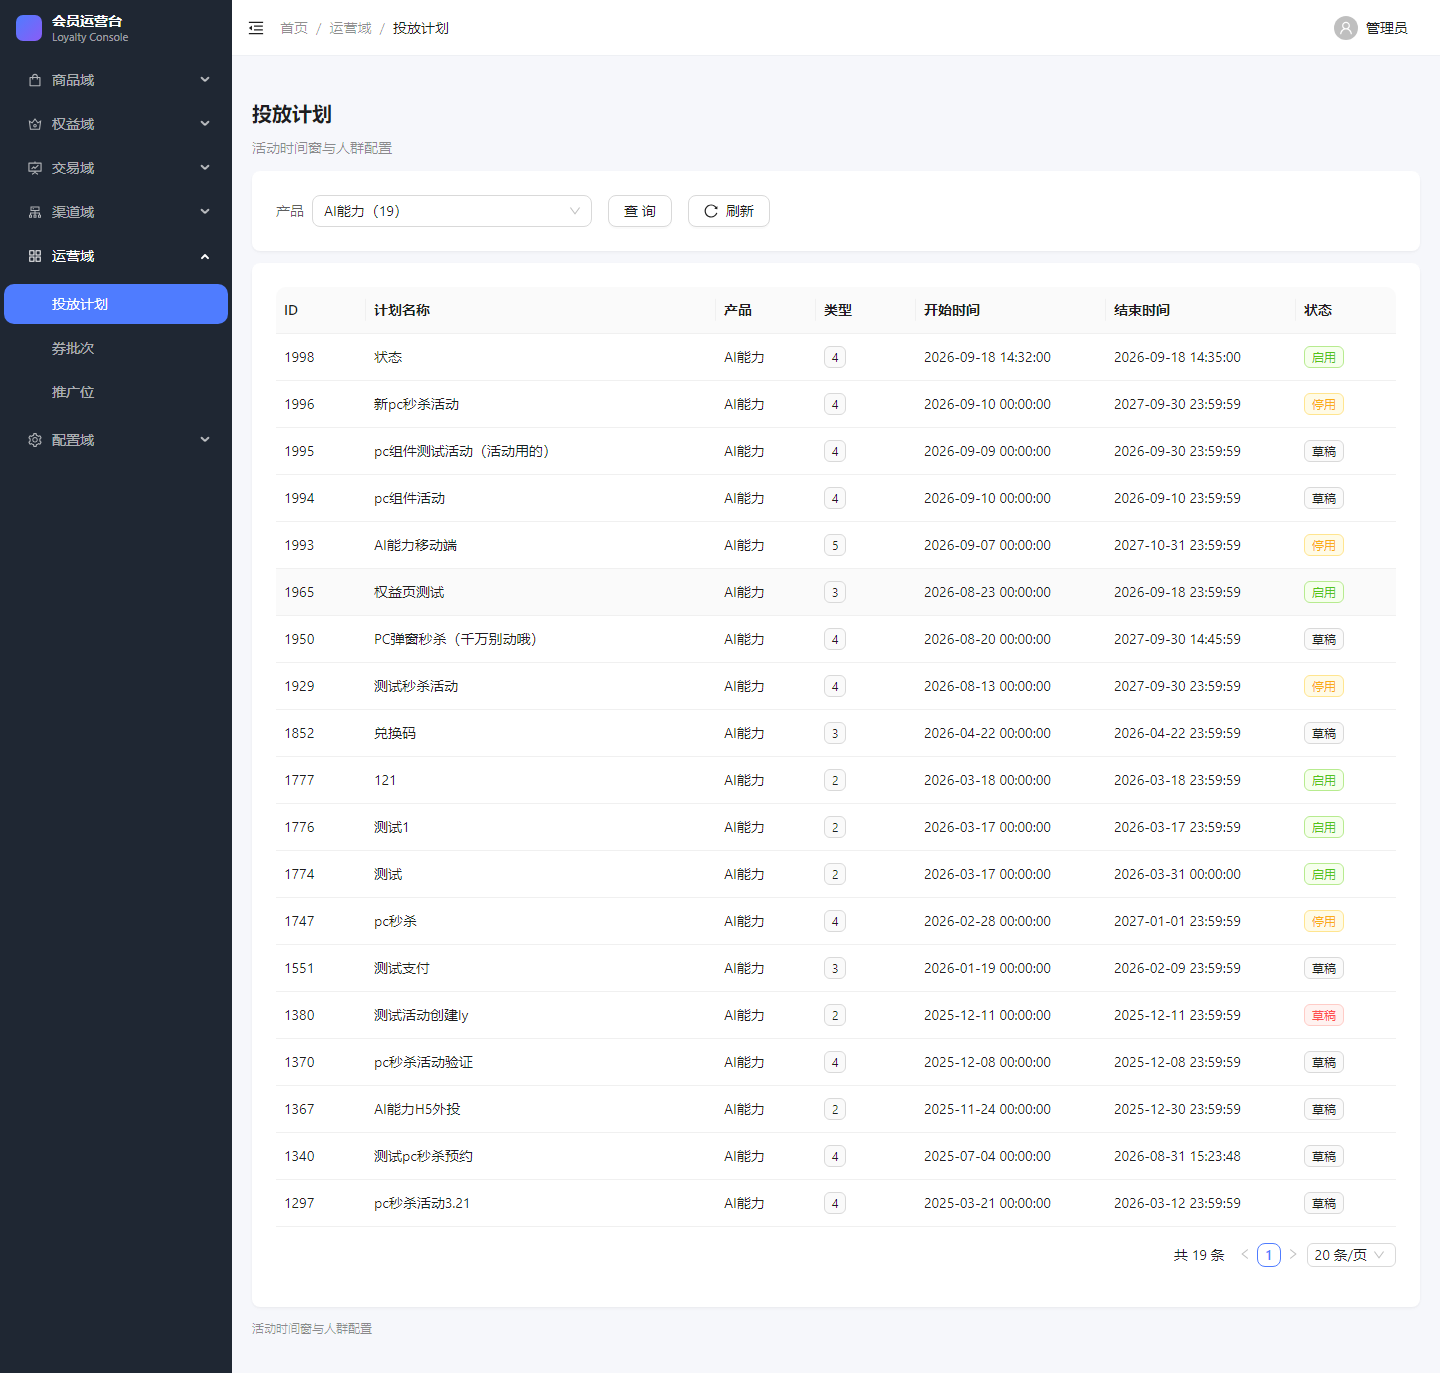 会员运营台
Loyalty Console
商品域
权益域
交易域
渠道域
运营域
投放计划
券批次
推广位
配置域
首页 / 运营域 / 投放计划
管理员
投放计划
活动时间窗与人群配置
产品 AI能力（19） 查 询 刷新
ID 计划名称 产品 类型 开始时间 结束时间 状态
1998 状态 AI能力 4 2026-09-18 14:32:00 2026-09-18 14:35:00 启用
1996 新pc秒杀活动 AI能力 4 2026-09-10 00:00:00 2027-09-30 23:59:59 停用
1995 pc组件测试活动（活动用的） AI能力 4 2026-09-09 00:00:00 2026-09-30 23:59:59 草稿
1994 pc组件活动 AI能力 4 2026-09-10 00:00:00 2026-09-10 23:59:59 草稿
1993 AI能力移动端 AI能力 5 2026-09-07 00:00:00 2027-10-31 23:59:59 停用
1965 权益页测试 AI能力 3 2026-08-23 00:00:00 2026-09-18 23:59:59 启用
1950 PC弹窗秒杀（千万别动哦） AI能力 4 2026-08-20 00:00:00 2027-09-30 14:45:59 草稿
1929 测试秒杀活动 AI能力 4 2026-08-13 00:00:00 2027-09-30 23:59:59 停用
1852 兑换码 AI能力 3 2026-04-22 00:00:00 2026-04-22 23:59:59 草稿
1777 121 AI能力 2 2026-03-18 00:00:00 2026-03-18 23:59:59 启用
1776 测试1 AI能力 2 2026-03-17 00:00:00 2026-03-17 23:59:59 启用
1774 测试 AI能力 2 2026-03-17 00:00:00 2026-03-31 00:00:00 启用
1747 pc秒杀 AI能力 4 2026-02-28 00:00:00 2027-01-01 23:59:59 停用
1551 测试支付 AI能力 3 2026-01-19 00:00:00 2026-02-09 23:59:59 草稿
1380 测试活动创建ly AI能力 2 2025-12-11 00:00:00 2025-12-11 23:59:59 草稿
1370 pc秒杀活动验证 AI能力 4 2025-12-08 00:00:00 2025-12-08 23:59:59 草稿
1367 AI能力H5外投 AI能力 2 2025-11-24 00:00:00 2025-12-30 23:59:59 草稿
1340 测试pc秒杀预约 AI能力 4 2025-07-04 00:00:00 2026-08-31 15:23:48 草稿
1297 pc秒杀活动3.21 AI能力 4 2025-03-21 00:00:00 2026-03-12 23:59:59 草稿
共 19 条 1 20 条/页
活动时间窗与人群配置